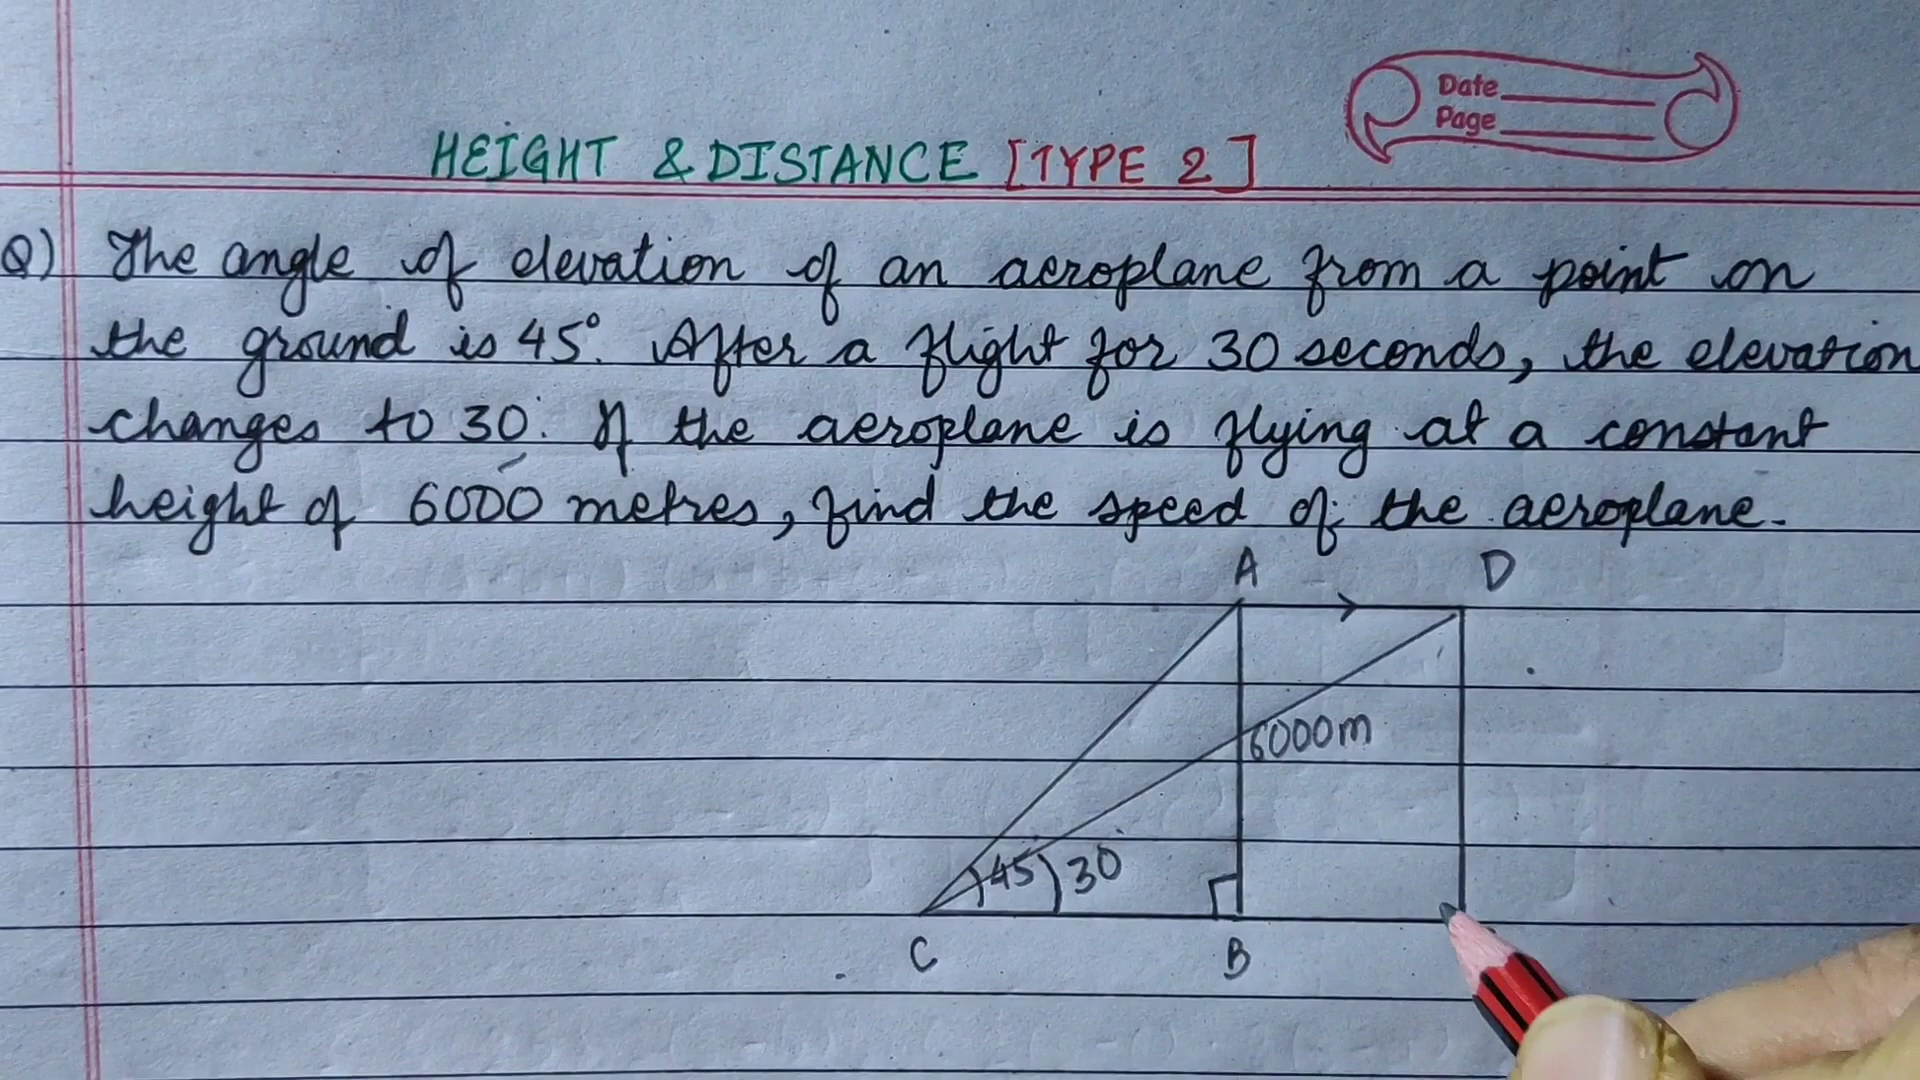 Date
Page
HEIGHT & DISTANCE [TYPE 2]
Q) The angle of elevation of an aeroplane from a point on
the ground is 45°. After a flight for 30 seconds, the elevation
changes to 30°. If the aeroplane is flying at a constant
height of 6000 metres, find the speed of the aeroplane.
A D
6000m
45 30
C B